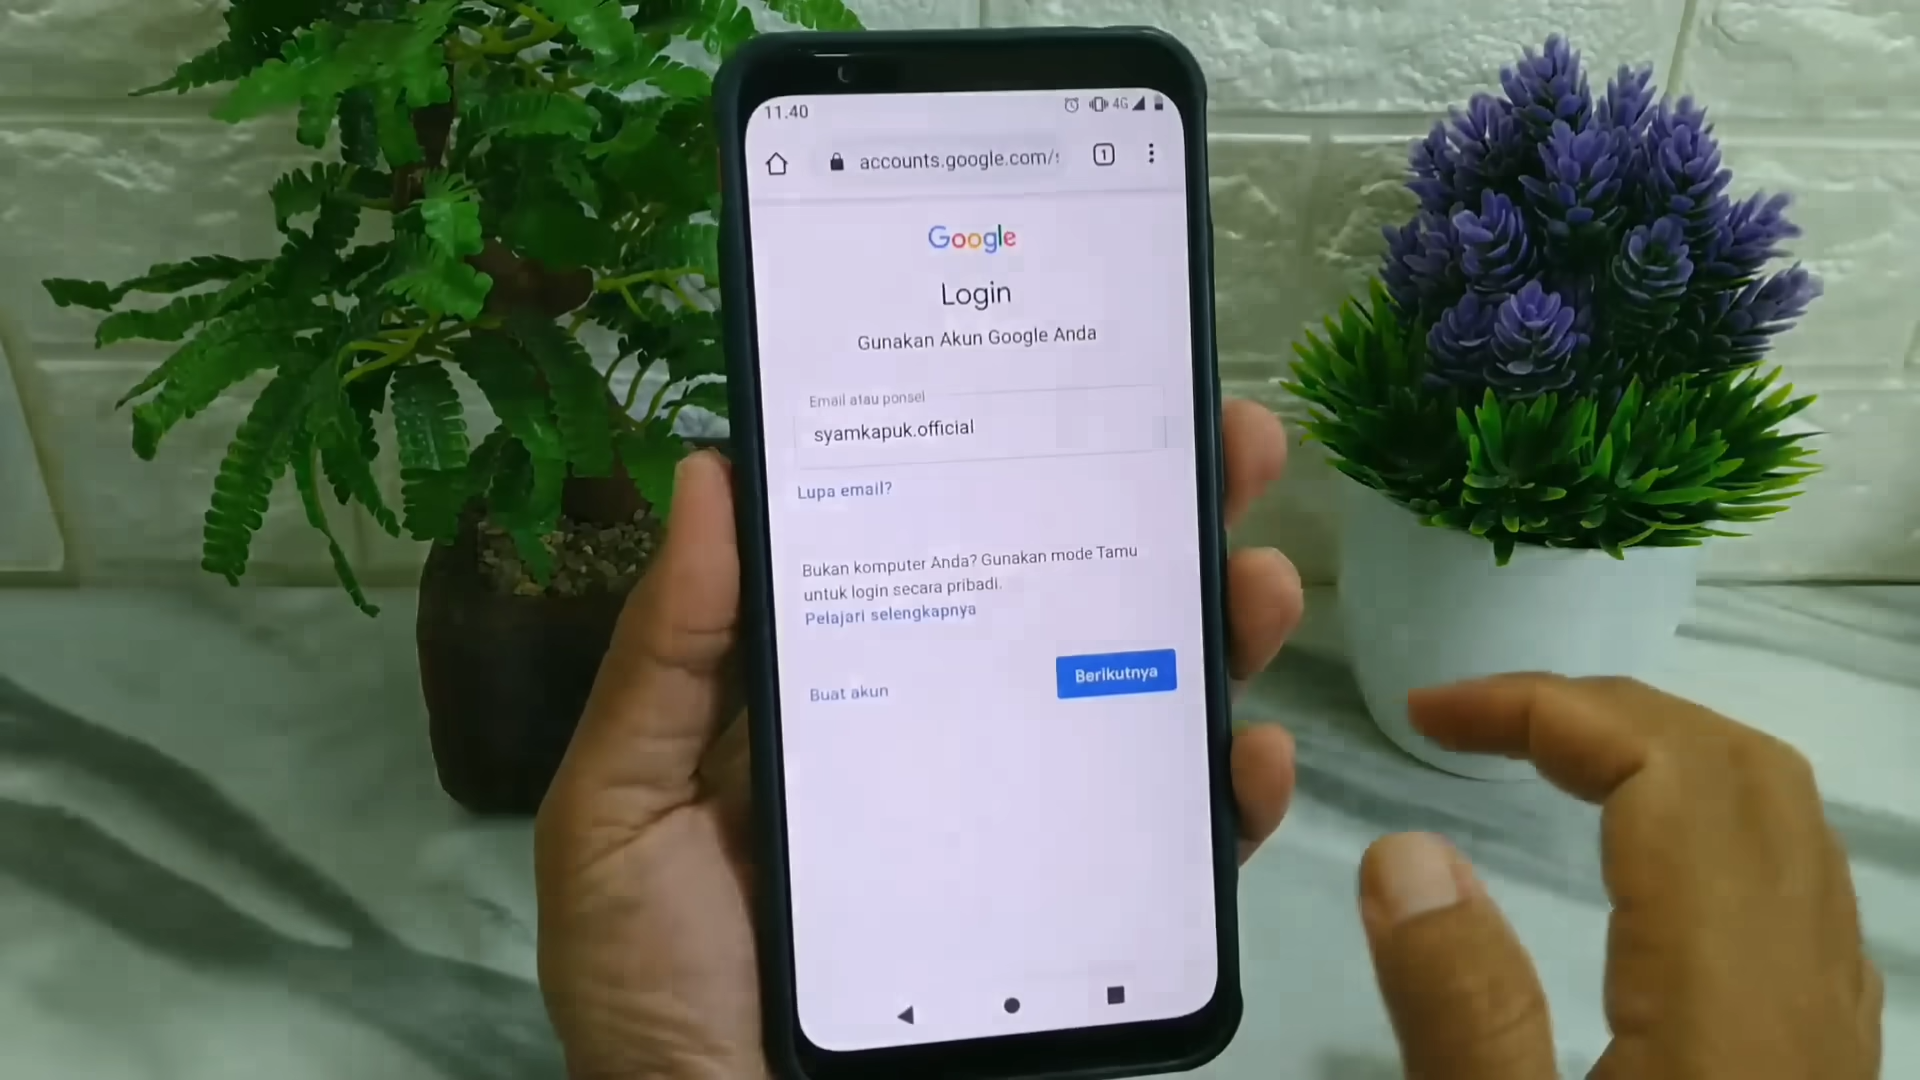 11.40 4G
accounts.google.com/
1
Google
Login
Gunakan Akun Google Anda
Email atau ponsel
syamkapuk.official
Lupa email?
Bukan komputer Anda? Gunakan mode Tamu
untuk login secara pribadi.
Pelajari selengkapnya
Berikutnya
Buat akun